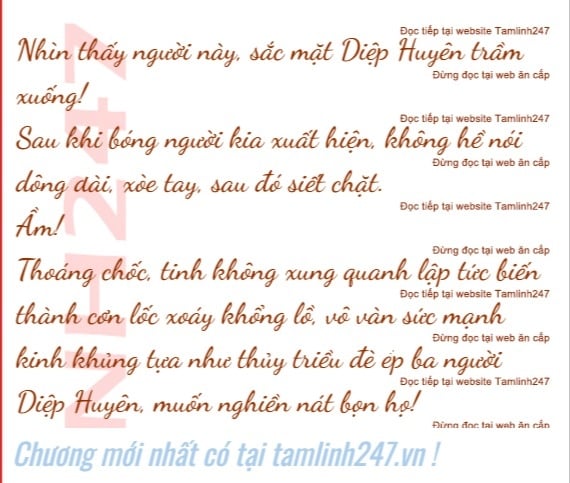 Đọc tiếp tại website Tamlinh247
Nhìn thấy người này, sắc mặt Diệp Huyên trầm
Đừng đọc tại web ăn cắp
xuống!
Đọc tiếp tại website Tamlinh247
Sau khi bóng người kia xuất hiện, không hề nói
Đừng đọc tại web ăn cắp
dông dài, xòe tay, sau đó siết chặt.
Đọc tiếp tại website Tamlinh247
Ầm!
Đừng đọc tại web ăn cắp
Thoáng chốc, tinh không xung quanh lập tức biến
Đọc tiếp tại website Tamlinh247
thành cơn lốc xoáy khổng lồ, vô vàn sức mạnh
Đừng đọc tại web ăn cắp
kinh khủng tựa như thủy triều đè ép ba người
Đọc tiếp tại website Tamlinh247
Diệp Huyên, muốn nghiền nát bọn họ!
Đừng đọc tại web ăn cắp
NH247
Chương mới nhất có tại tamlinh247.vn !